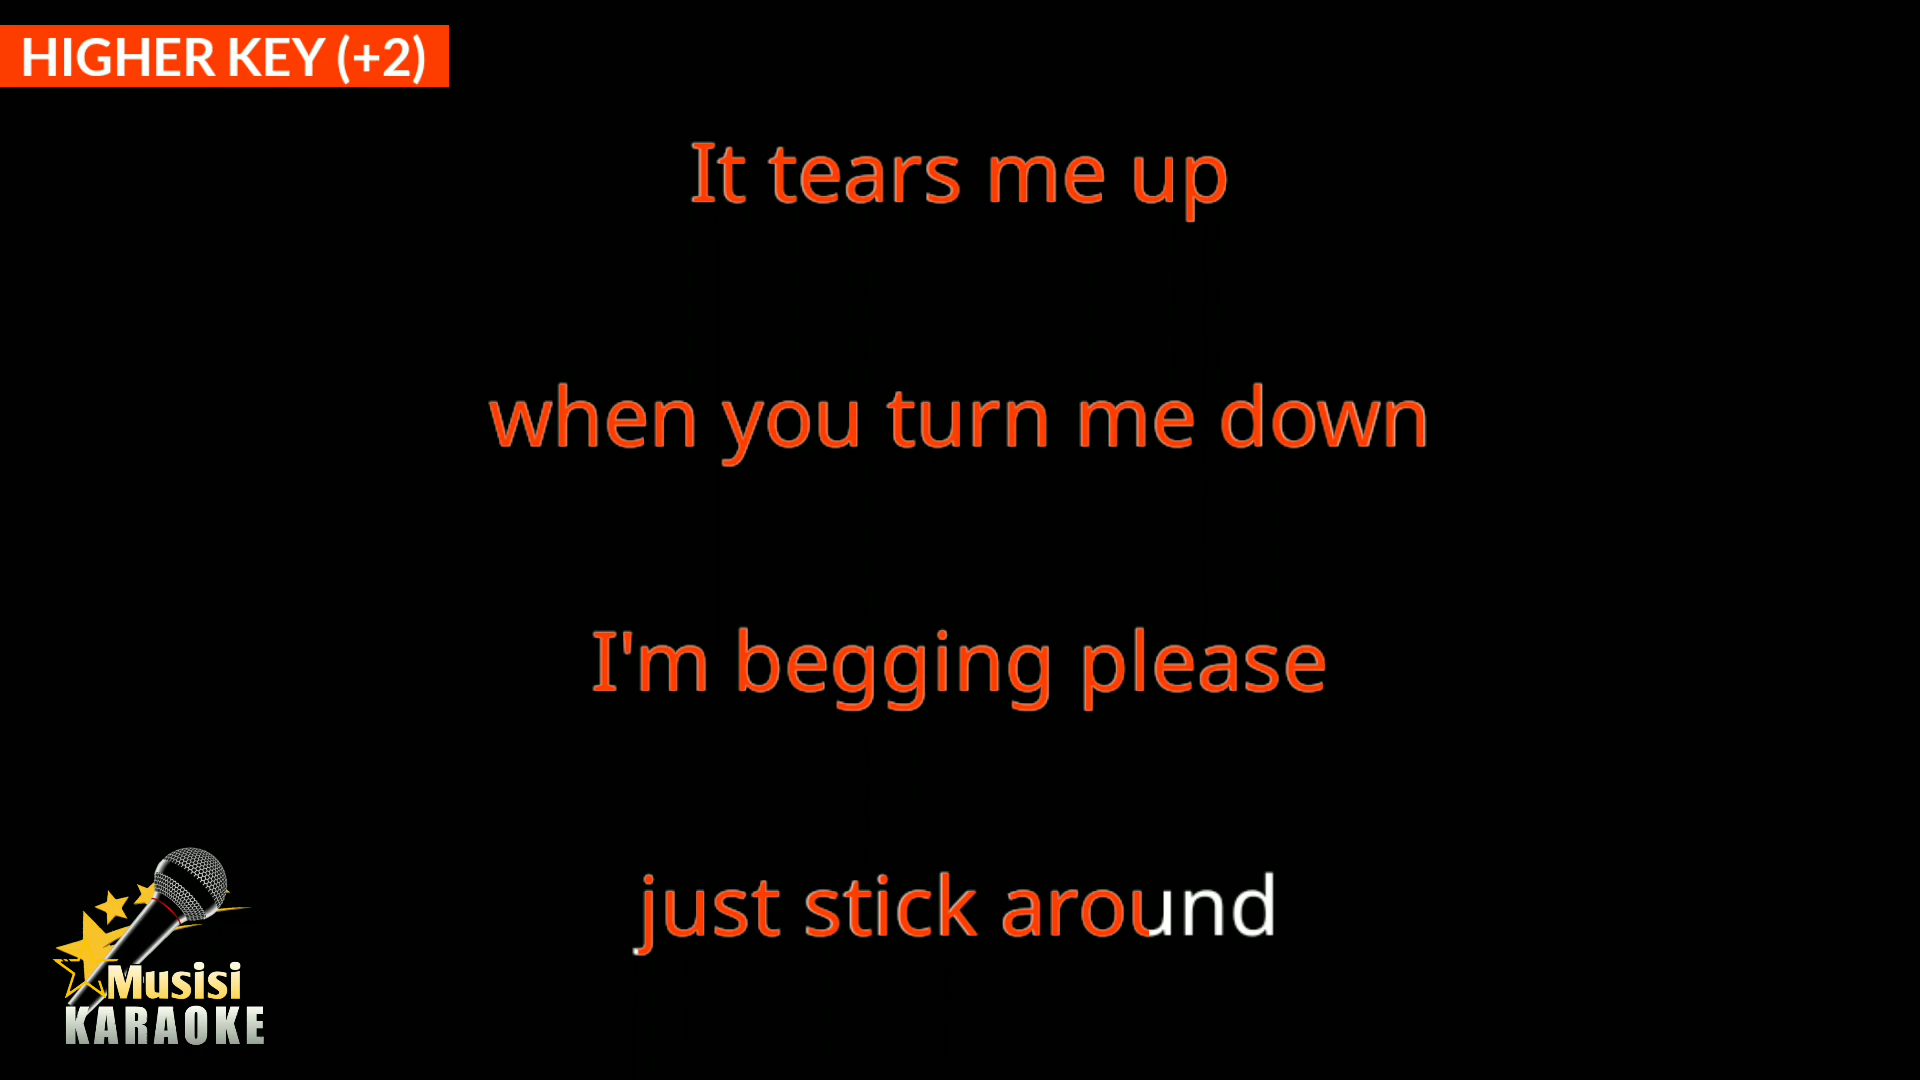 HIGHER KEY (+2)
It tears me up
when you turn me down
I'm begging please
just stick around
Musisi
KARAOKE